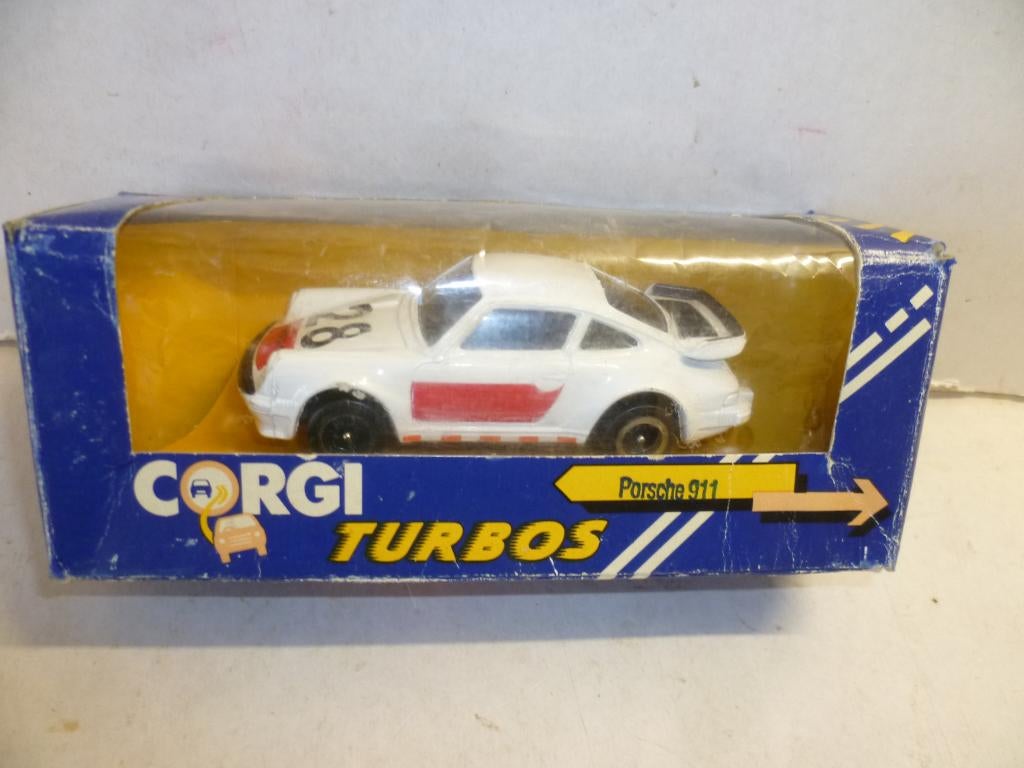 28
CORGI
Porsche 911
TURBOS